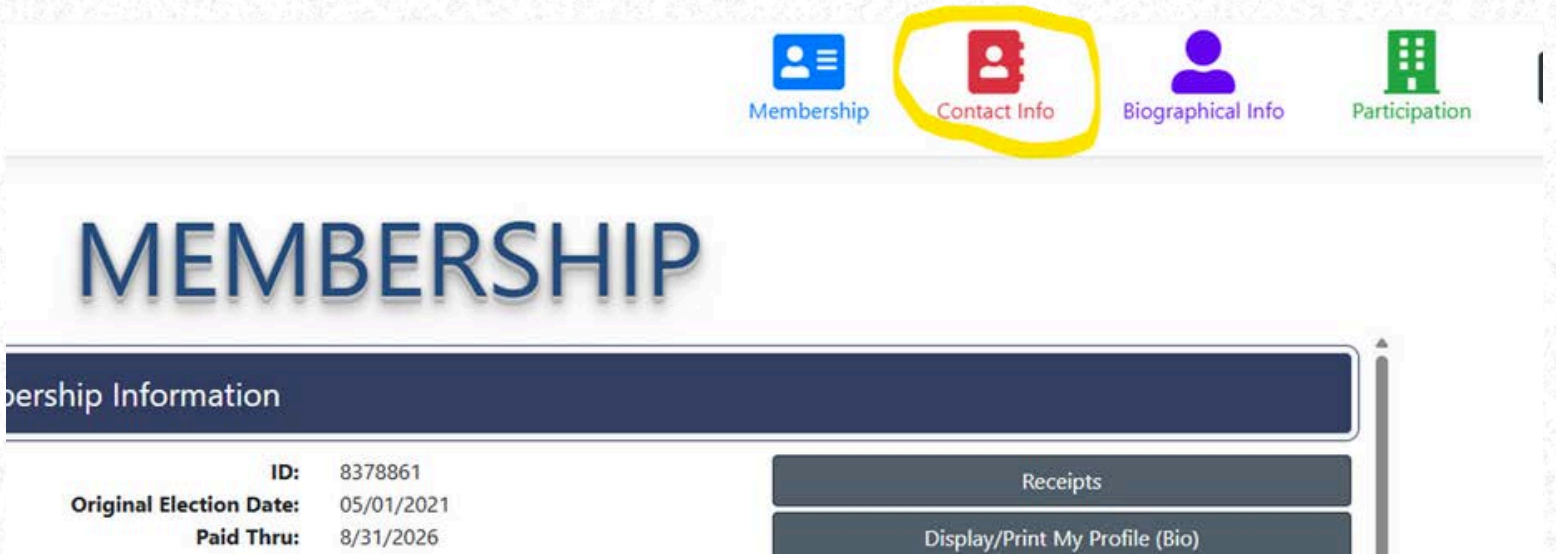 Membership Contact Info Biographical Info Participation
MEMBERSHIP
Information
ID: 8378861 Receipts
Original Election Date: 05/01/2021
Paid Thru: 8/31/2026 Display/Print My Profile (Bio)